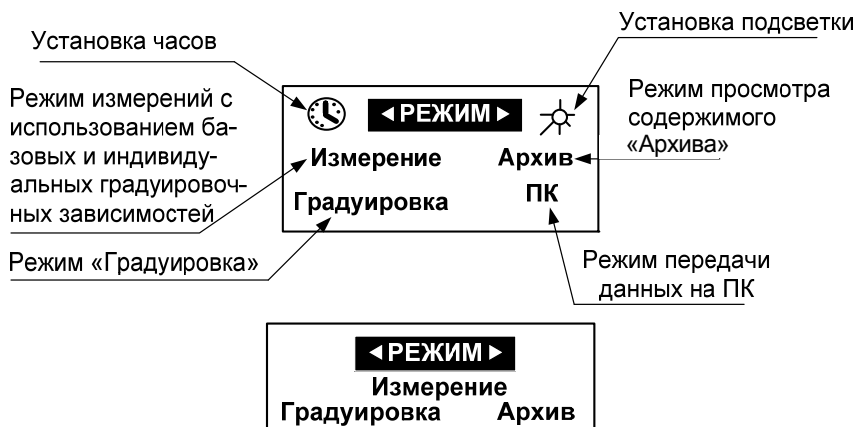 Установка часов
Установка подсветки
Режим измерений с
использованием ба-
зовых и индивиду-
альных градуировоч-
ных зависимостей
Режим «Градуировка»
◄РЕЖИМ►
Измерение
Архив
Градуировка
ПК
Режим просмотра
содержимого
«Архива»
Режим передачи
данных на ПК
◄РЕЖИМ►
Измерение
Градуировка Архив